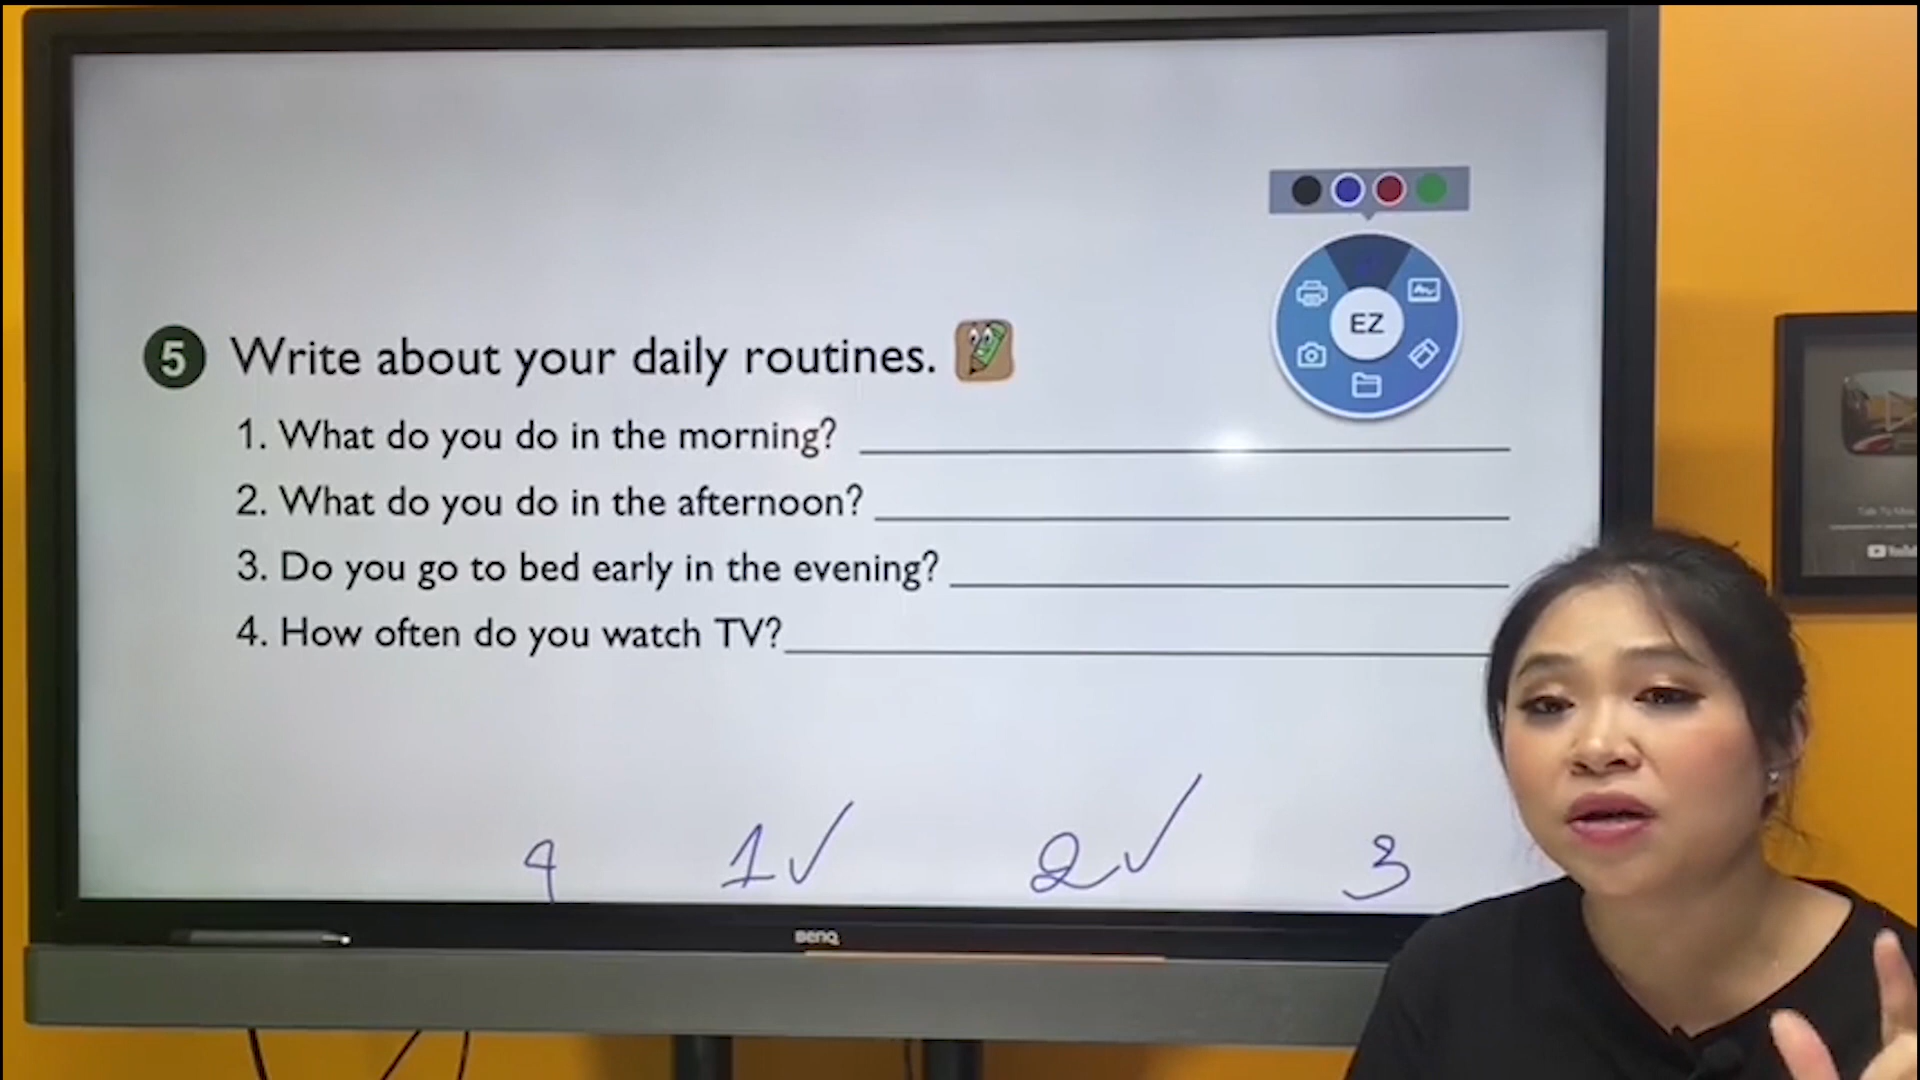 EZ
5 Write about your daily routines.
1. What do you do in the morning?
2. What do you do in the afternoon?
3. Do you go to bed early in the evening?
4. How often do you watch TV?
4 1✓ 2✓ 3
BenQ